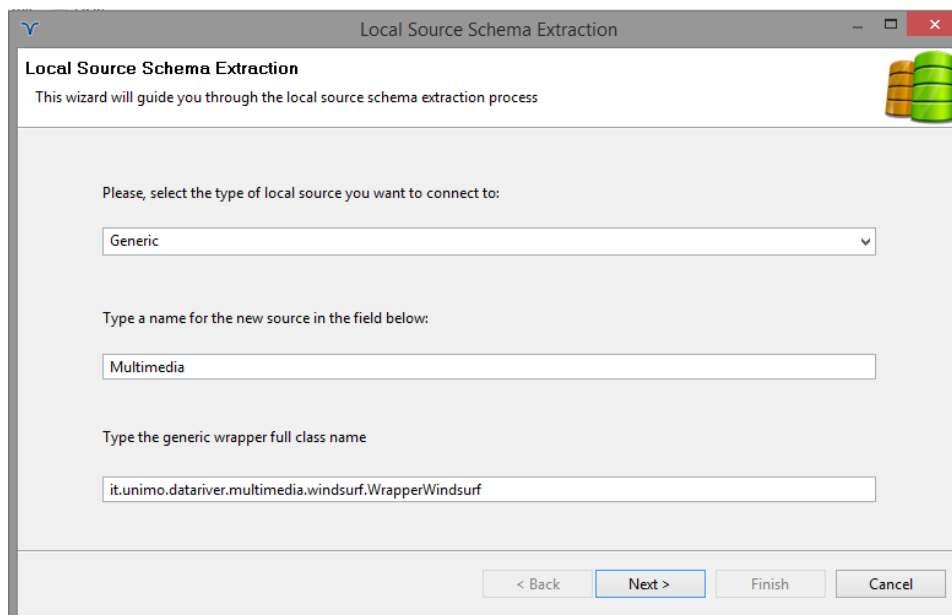 Local Source Schema Extraction
Local Source Schema Extraction
This wizard will guide you through the local source schema extraction process
Please, select the type of local source you want to connect to:
Generic
Type a name for the new source in the field below:
Multimedia
Type the generic wrapper full class name
it.unimo.datariver.multimedia.windsurf.WrapperWindsurf
< Back Next > Finish Cancel